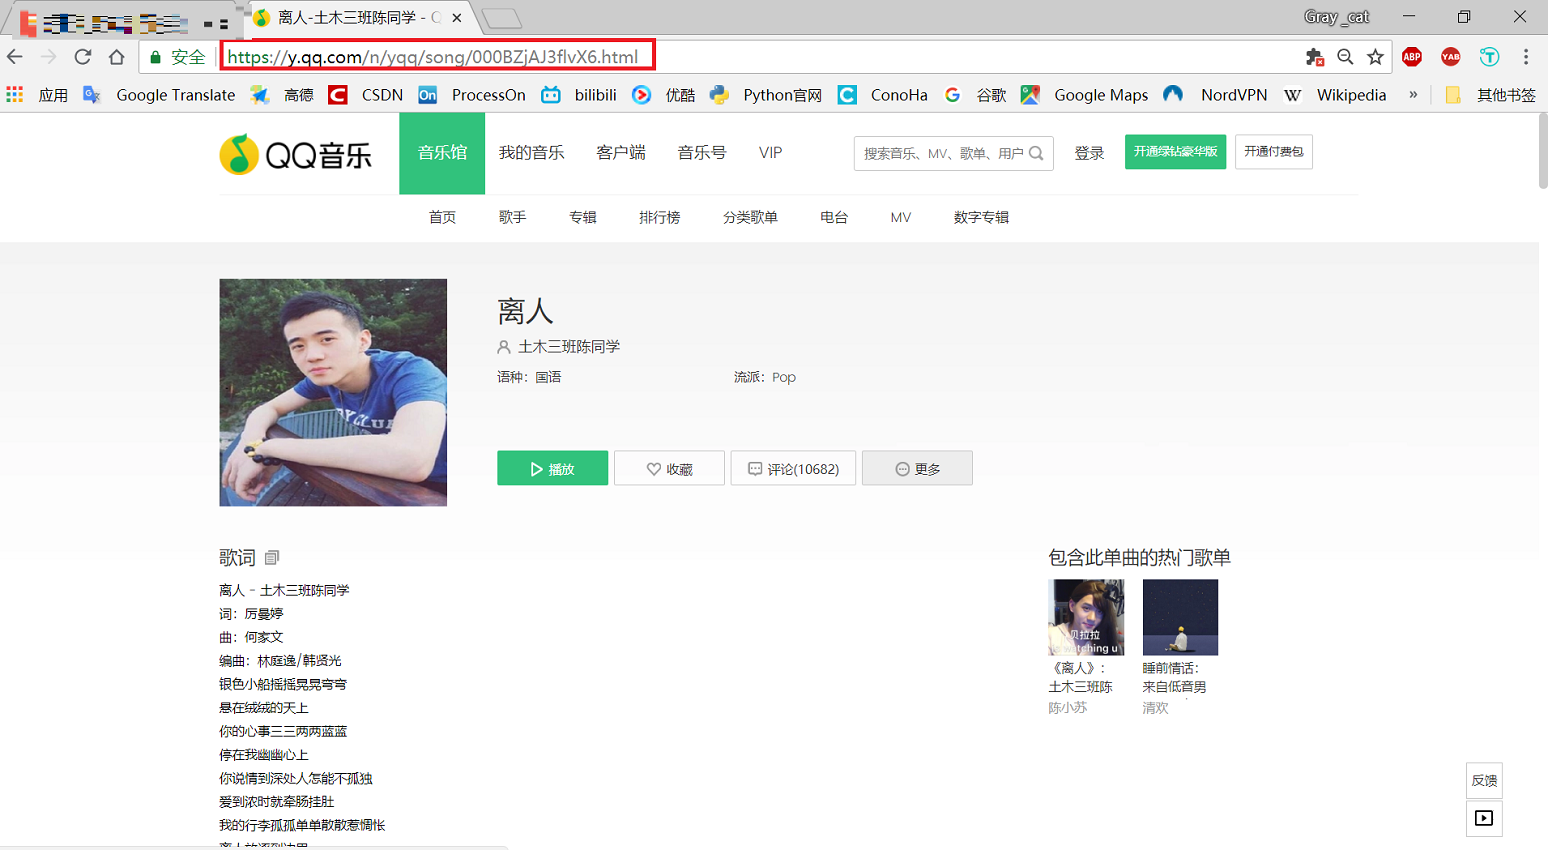 离人-土木三班陈同学 - Q
Gray_cat
安全 https://y.qq.com/n/yqq/song/000BZjAJ3flvX6.html
ABP YAB
应用 Google Translate 高德 CSDN ProcessOn bilibili 优酷 Python官网 ConoHa 谷歌 Google Maps NordVPN Wikipedia » 其他书签
QQ音乐 音乐馆 我的音乐 客户端 音乐号 VIP 搜索音乐、MV、歌单、用户 登录 开通绿钻豪华版 开通付费包
首页 歌手 专辑 排行榜 分类歌单 电台 MV 数字专辑
离人
土木三班陈同学
语种：国语 流派：Pop
播放 收藏 评论(10682) 更多
歌词
离人 - 土木三班陈同学
词：厉曼婷
曲：何家文
编曲：林庭逸/韩贤光
银色小船摇摇晃晃弯弯
悬在绒绒的天上
你的心事三三两两蓝蓝
停在我幽幽心上
你说情到深处人怎能不孤独
爱到浓时就牵肠挂肚
我的行李孤孤单单散散惹惆怅
离人放逐到边界
包含此单曲的热门歌单
贝拉拉
is watching u
《离人》：
土木三班陈
陈小苏
睡前情话：
来自低音男
清欢
反馈